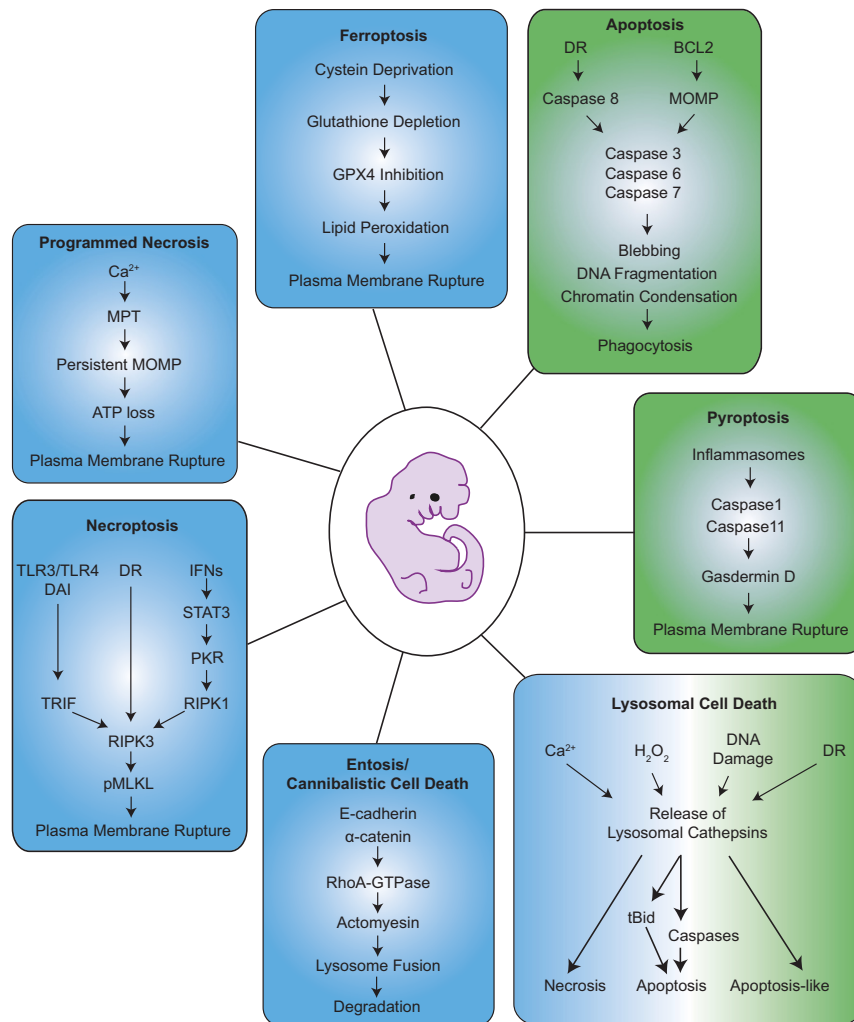 Ferroptosis
Cystein Deprivation
Glutathione Depletion
GPX4 Inhibition
Lipid Peroxidation
Plasma Membrane Rupture
Apoptosis
DR BCL2
Caspase 8 MOMP
Caspase 3
Caspase 6
Caspase 7
Blebbing
DNA Fragmentation
Chromatin Condensation
Phagocytosis
Programmed Necrosis
Ca²⁺
MPT
Persistent MOMP
ATP loss
Plasma Membrane Rupture
Pyroptosis
Inflammasomes
Caspase1
Caspase11
Gasdermin D
Plasma Membrane Rupture
Necroptosis
TLR3/TLR4 DR IFNs
DAI
STAT3
PKR
TRIF RIPK1
RIPK3
pMLKL
Plasma Membrane Rupture
Entosis/
Cannibalistic Cell Death
E-cadherin
α-catenin
RhoA-GTPase
Actomyesin
Lysosome Fusion
Degradation
Lysosomal Cell Death
Ca²⁺ H₂O₂ DNA
Damage DR
Release of
Lysosomal Cathepsins
tBid
Caspases
Necrosis Apoptosis Apoptosis-like